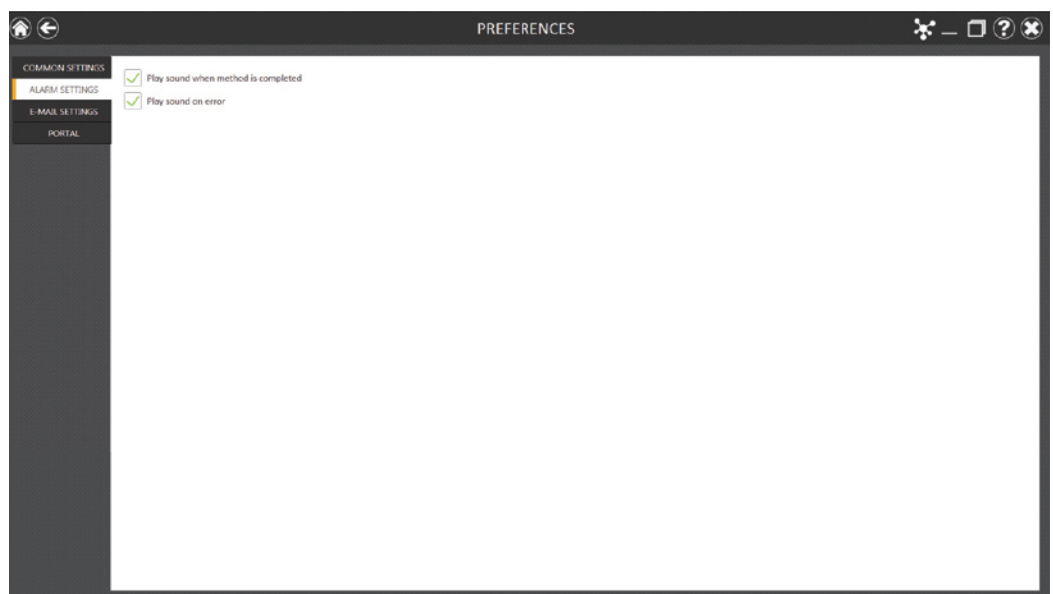 PREFERENCES
COMMON SETTINGS
ALARM SETTINGS
E-MAIL SETTINGS
PORTAL
Play sound when method is completed
Play sound on error